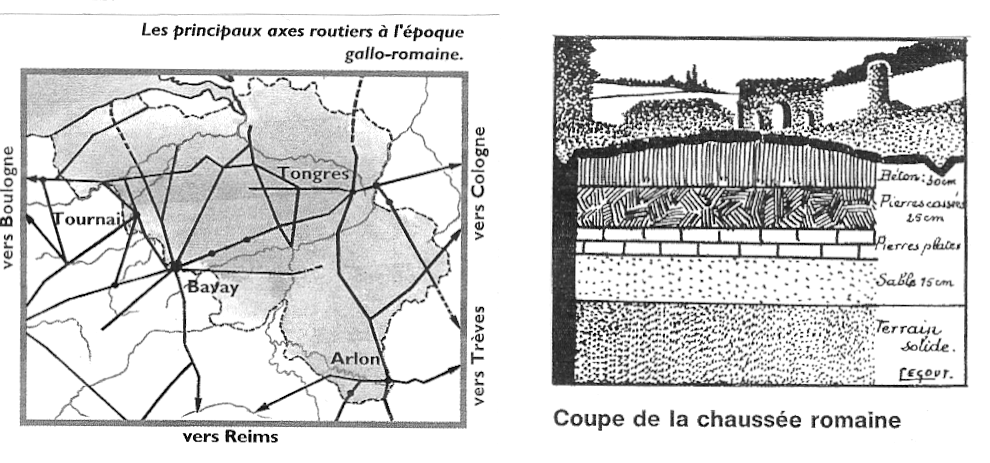 Les principaux axes routiers à l'époque
gallo-romaine.
vers Boulogne
Tournai
Tongres
Bavay
Arlon
vers Cologne
vers Trèves
vers Reims
Béton: 30cm
Pierres cassées
25cm
Pierres plates
Sable 15cm
Terrain
solide.
Coupe de la chaussée romaine